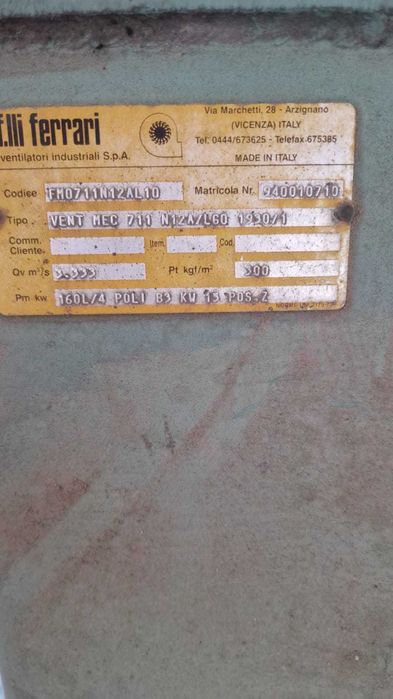 f.lli ferrari
ventilatori industriali S.p.A.
Via Marchetti, 28 - Arzignano
(VICENZA) ITALY
Tel. 0444/673625 - Telefax 675385
MADE IN ITALY
Codice FM0711N12AL10 Matricola Nr. 940010710
Tipo VENT MEC 711 N12A/LG0 1930/1
Comm. Cliente Item. Cod.
Qv m³/s 3.333 Pt kgf/m² 300
Pm kw 160L/4 POLI B3 KW 15 POS.Z